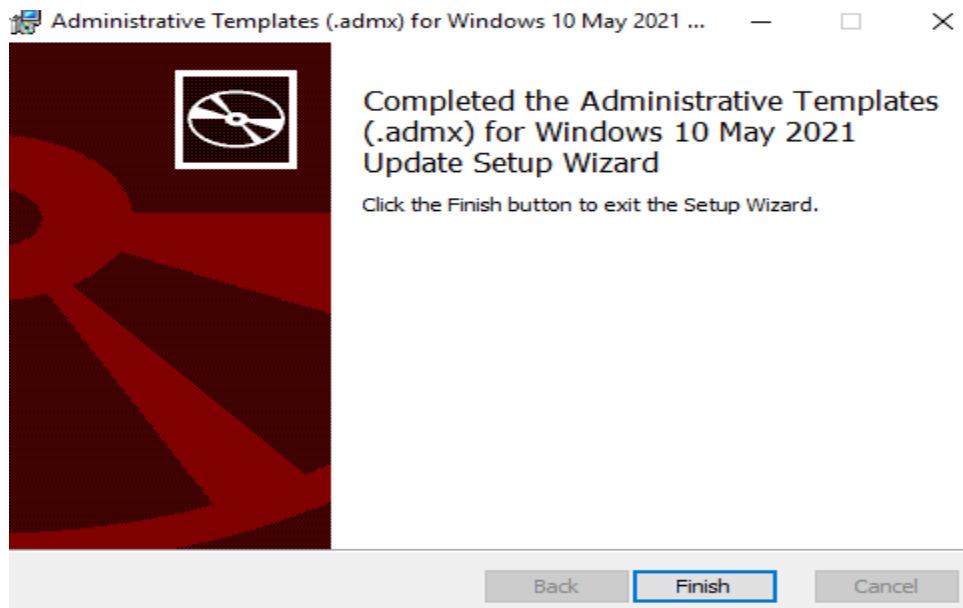 Administrative Templates (.admx) for Windows 10 May 2021 ...
Completed the Administrative Templates
(.admx) for Windows 10 May 2021
Update Setup Wizard
Click the Finish button to exit the Setup Wizard.
Back Finish Cancel